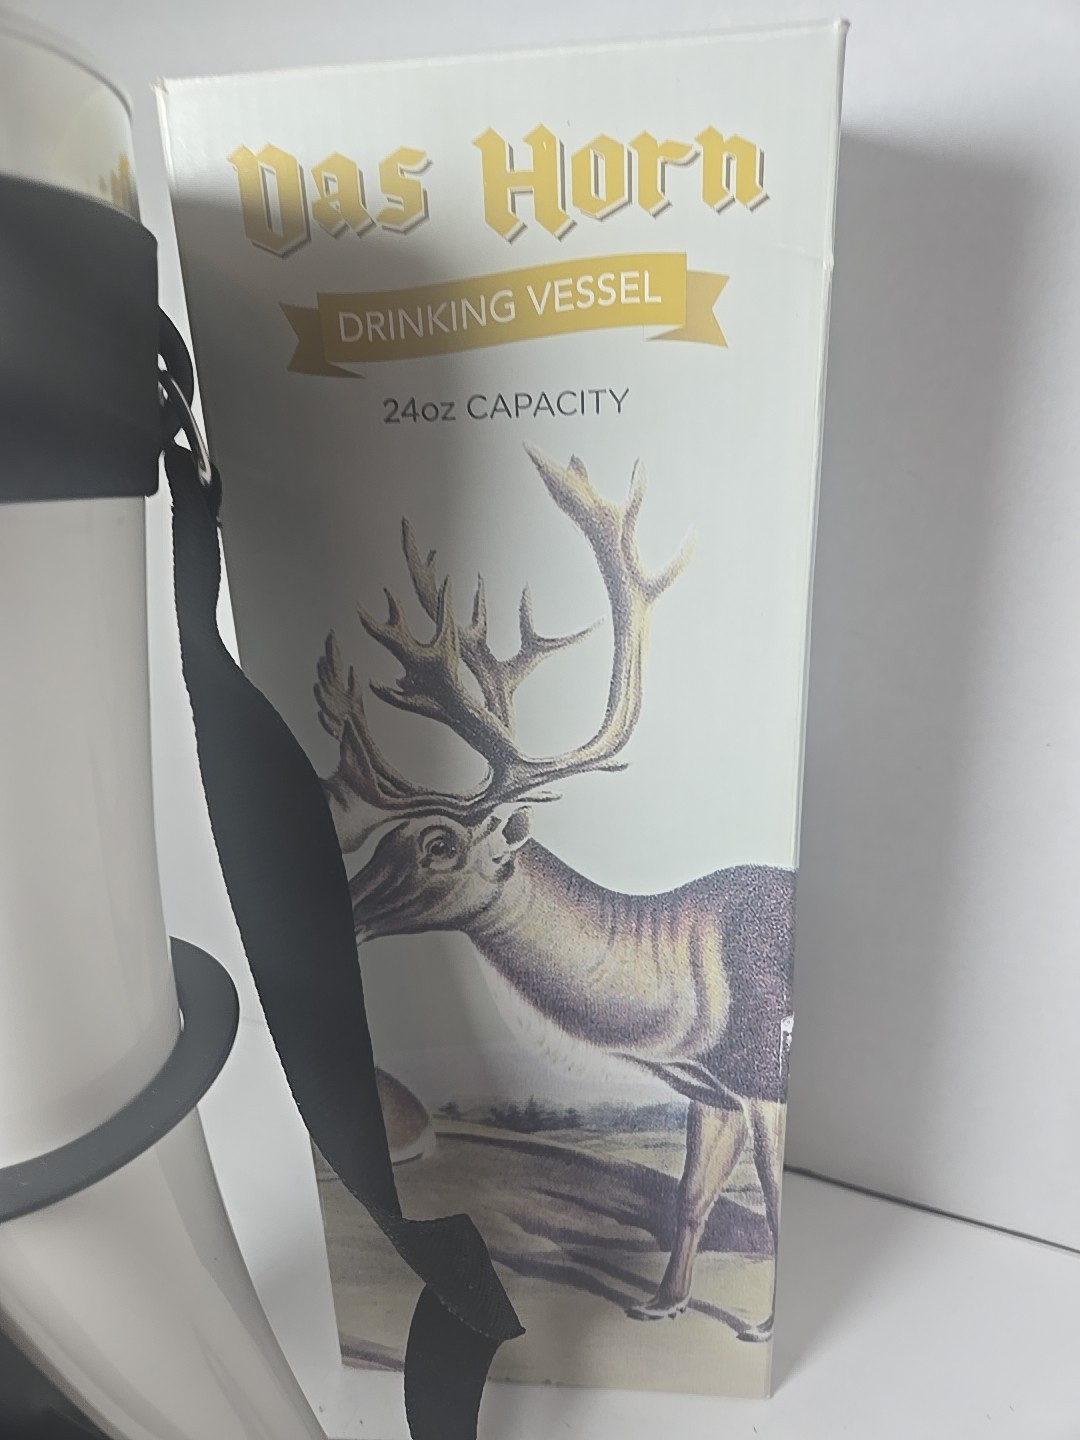 Das Horn
DRINKING VESSEL
24oz CAPACITY